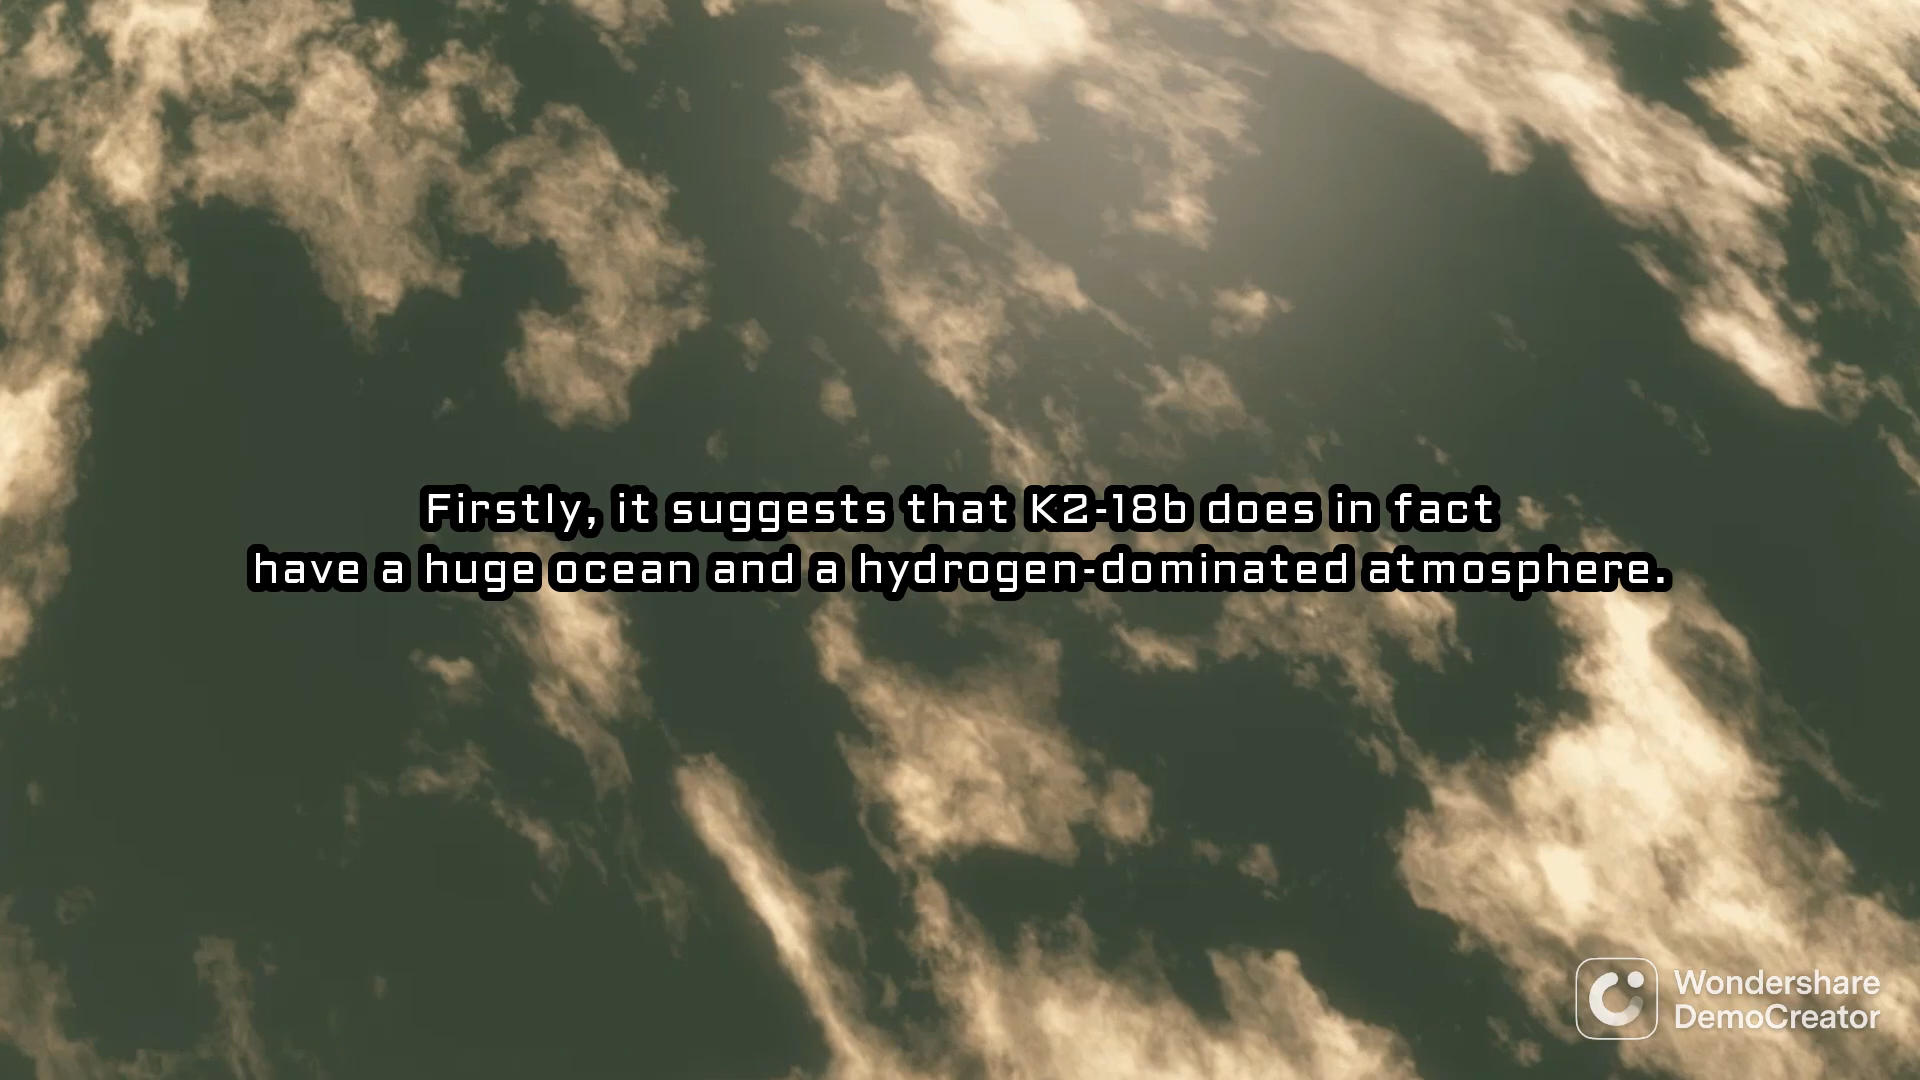 Firstly, it suggests that K2-18b does in fact
have a huge ocean and a hydrogen-dominated atmosphere.
Wondershare
DemoCreator